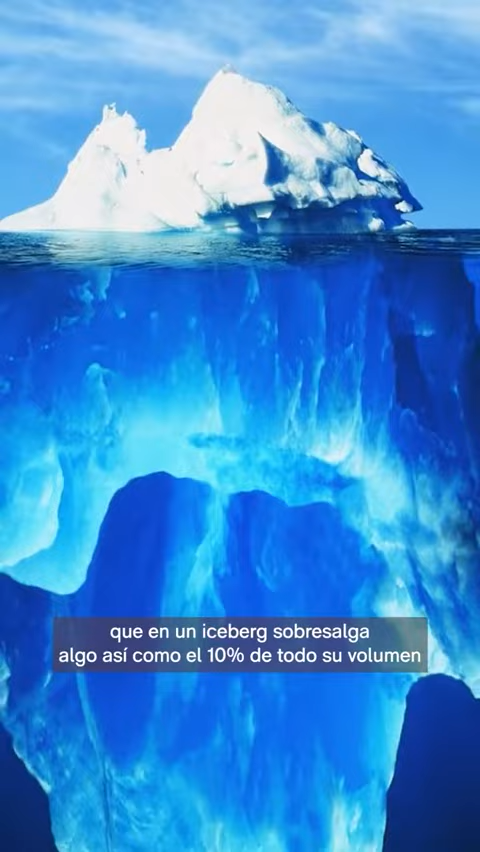 que en un iceberg sobresalga
algo así como el 10% de todo su volumen